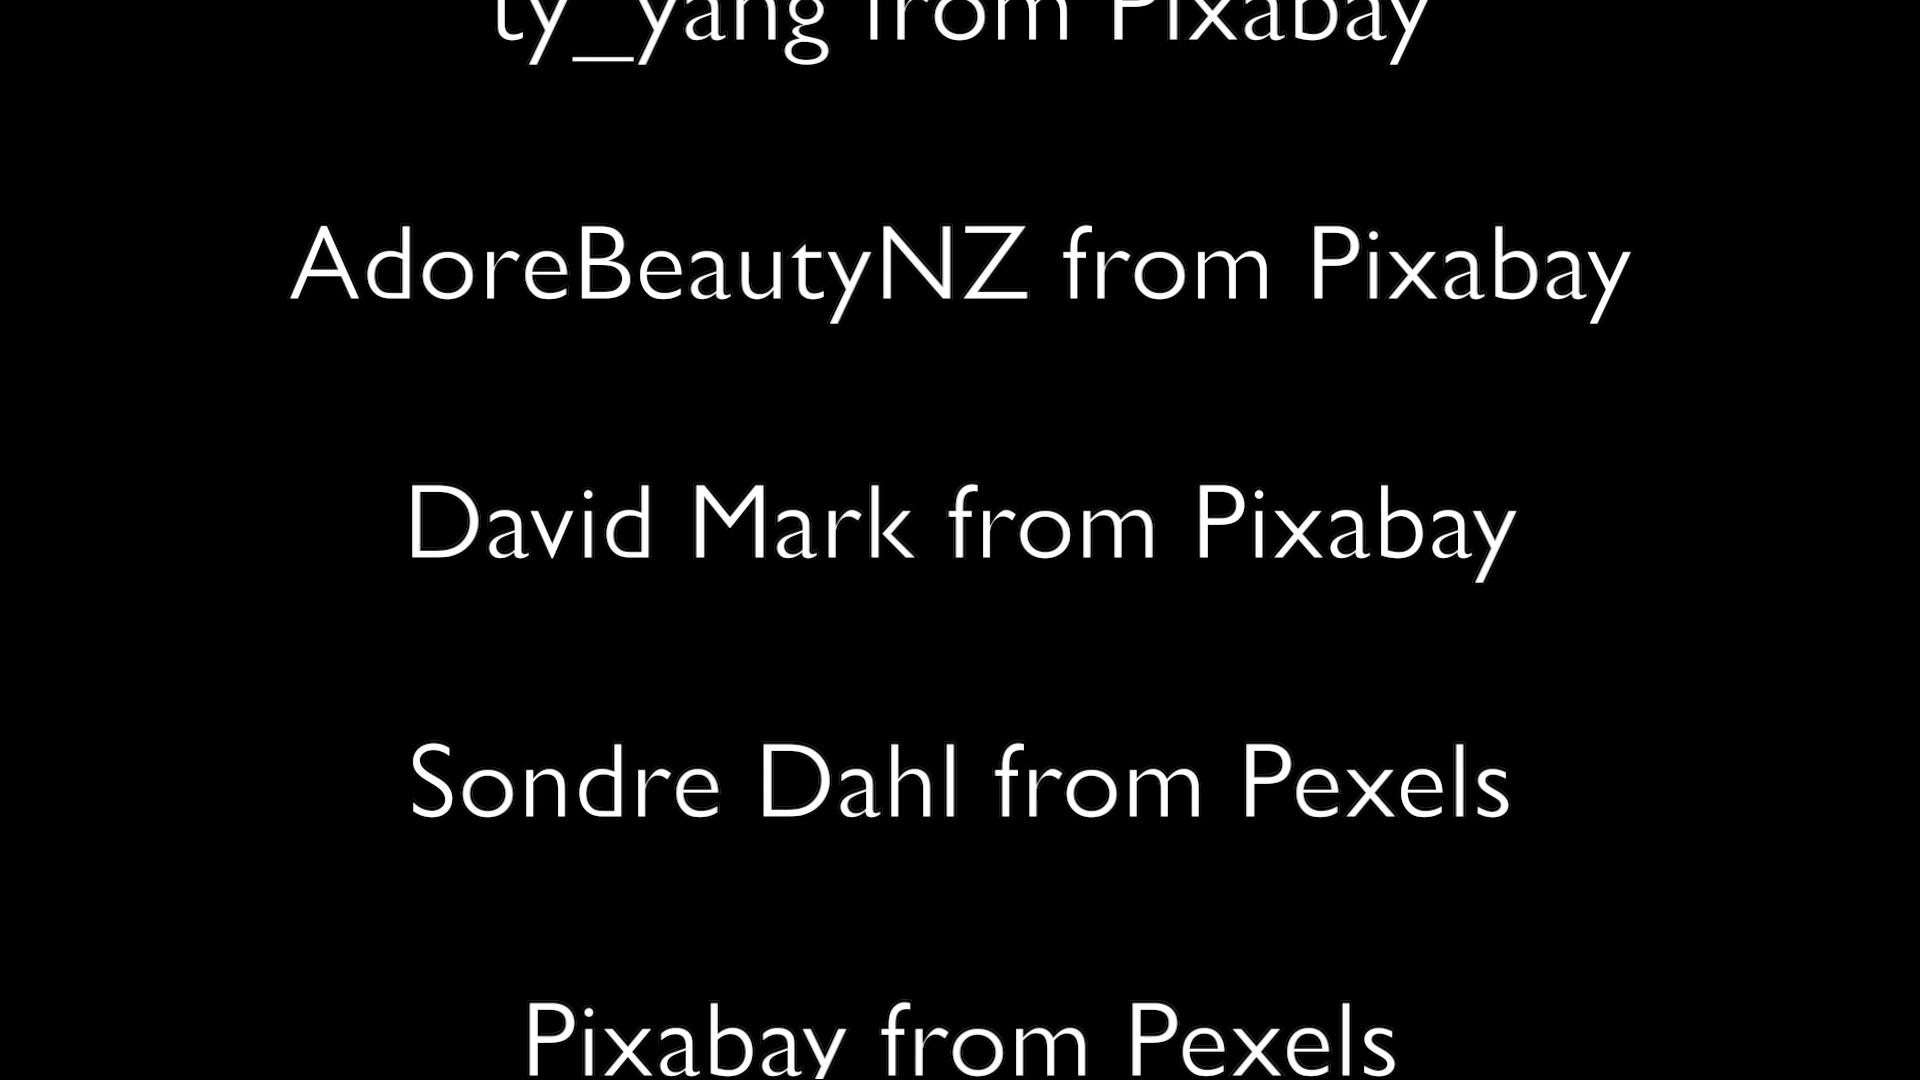 ty_yang from Pixabay
AdoreBeautyNZ from Pixabay
David Mark from Pixabay
Sondre Dahl from Pexels
Pixabay from Pexels